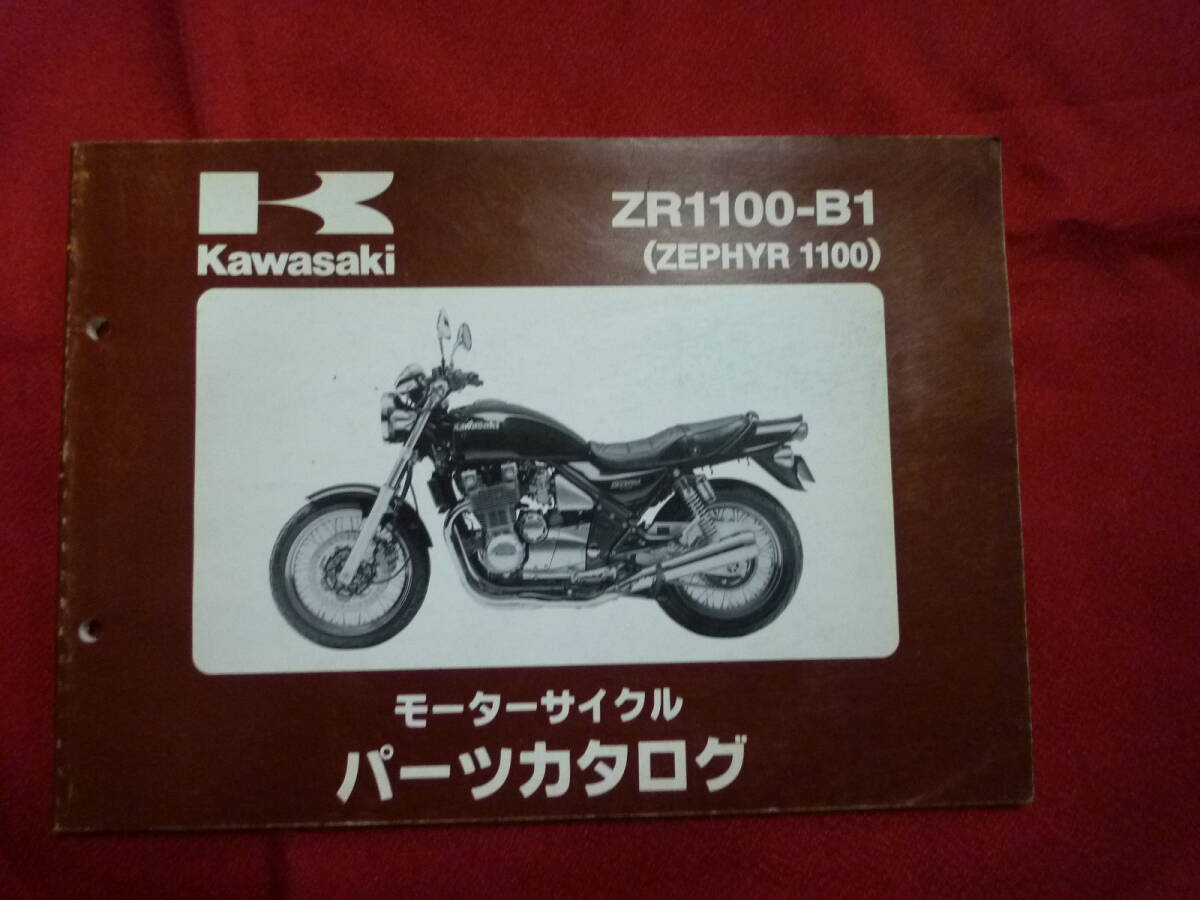 Kawasaki
ZR1100-B1
(ZEPHYR 1100)
Kawasaki
モーターサイクル
パーツカタログ